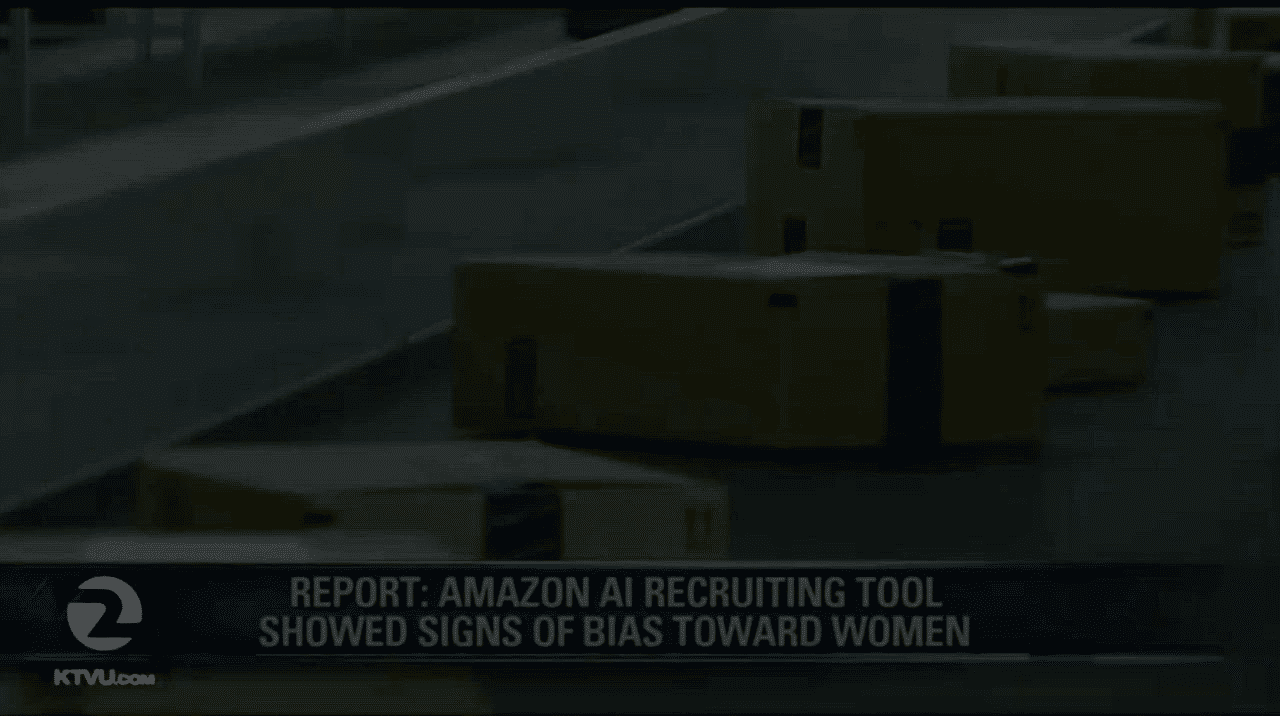 REPORT: AMAZON AI RECRUITING TOOL
SHOWED SIGNS OF BIAS TOWARD WOMEN
2
KTVU.COM